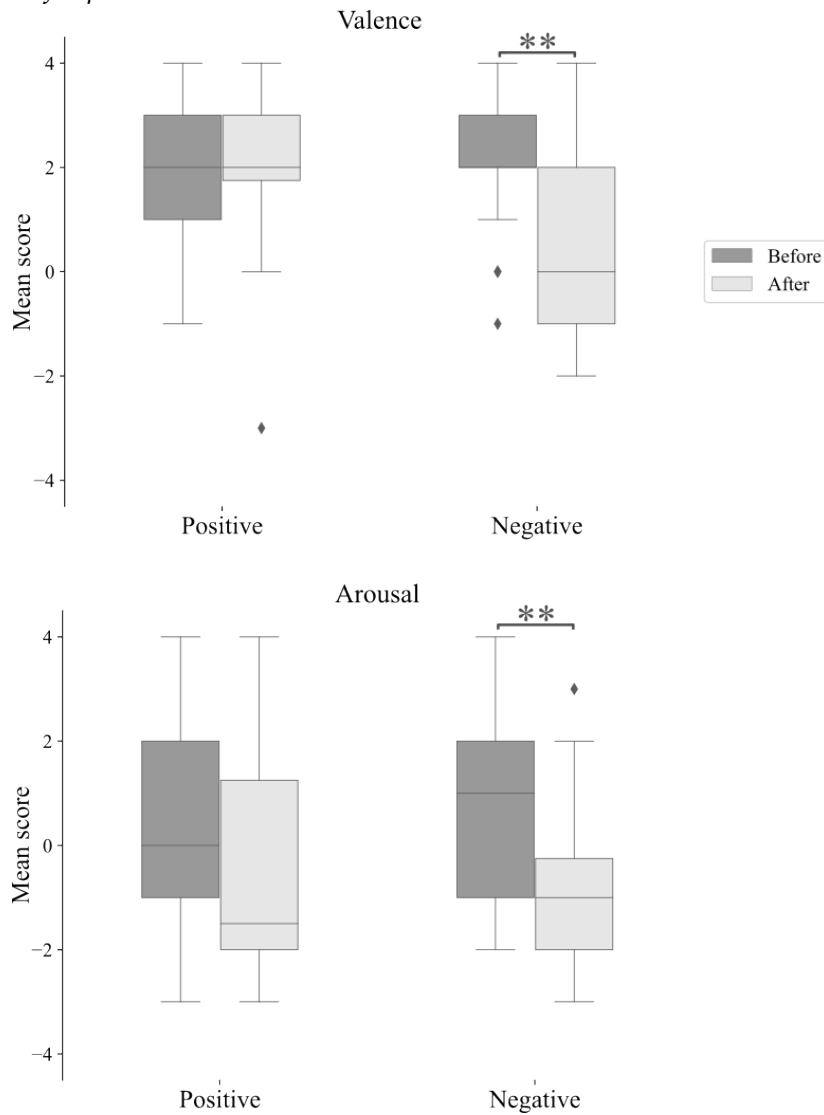 Valence
**
4
2
0
−2
−4
Mean score
Positive
Negative
Before
After
Arousal
**
4
2
0
−2
−4
Mean score
Positive
Negative